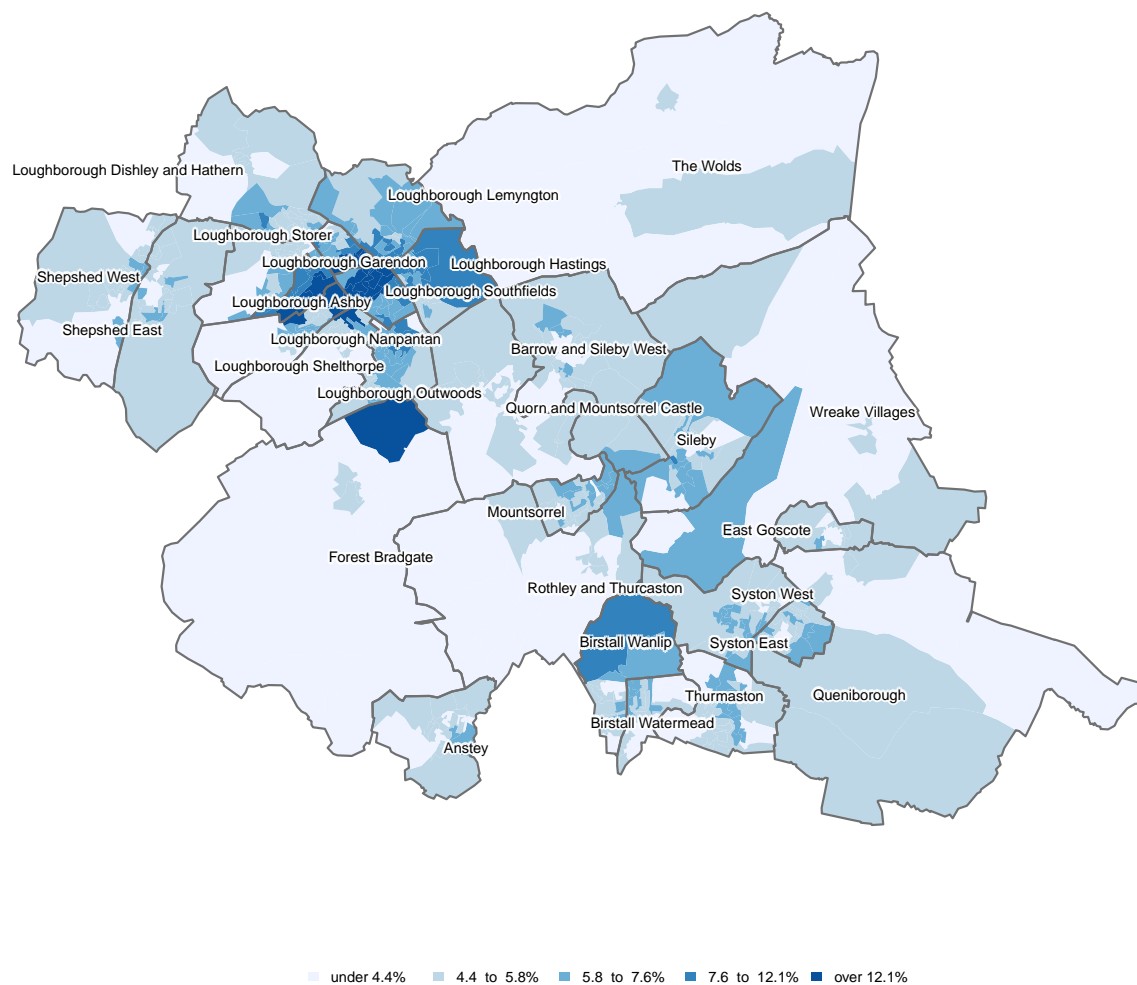 The Wolds
Loughborough Dishley and Hathern
Loughborough Lemyngton
Loughborough Storer
Loughborough Garendon
Loughborough Hastings
Shepshed West
Loughborough Southfields
Loughborough Ashby
Shepshed East
Loughborough Nanpantan
Barrow and Sileby West
Loughborough Shelthorpe
Loughborough Outwoods
Quorn and Mountsorrel Castle
Wreake Villages
Sileby
Mountsorrel
East Goscote
Forest Bradgate
Rothley and Thurcaston
Syston West
Birstall Wanlip
Syston East
Thurmaston
Queniborough
Birstall Watermead
Anstey
under 4.4% 4.4 to 5.8% 5.8 to 7.6% 7.6 to 12.1% over 12.1%